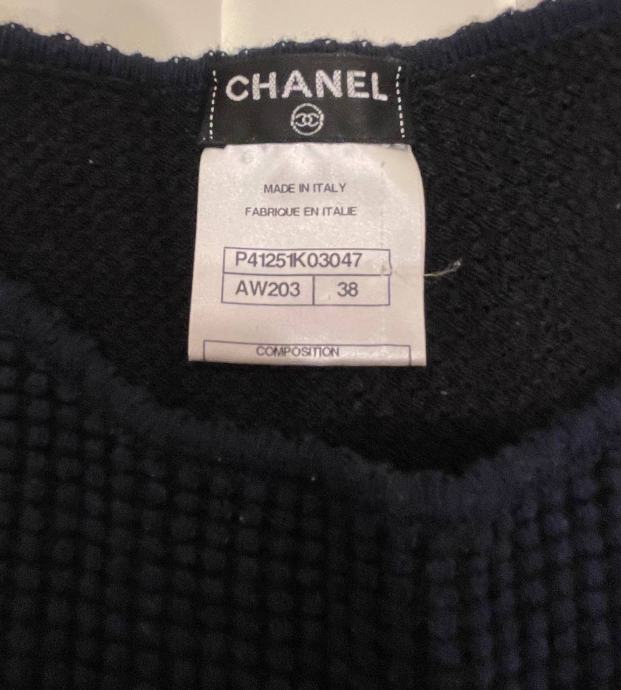 CHANEL
MADE IN ITALY
FABRIQUE EN ITALIE
P41251K03047
AW203 38
COMPOSITION